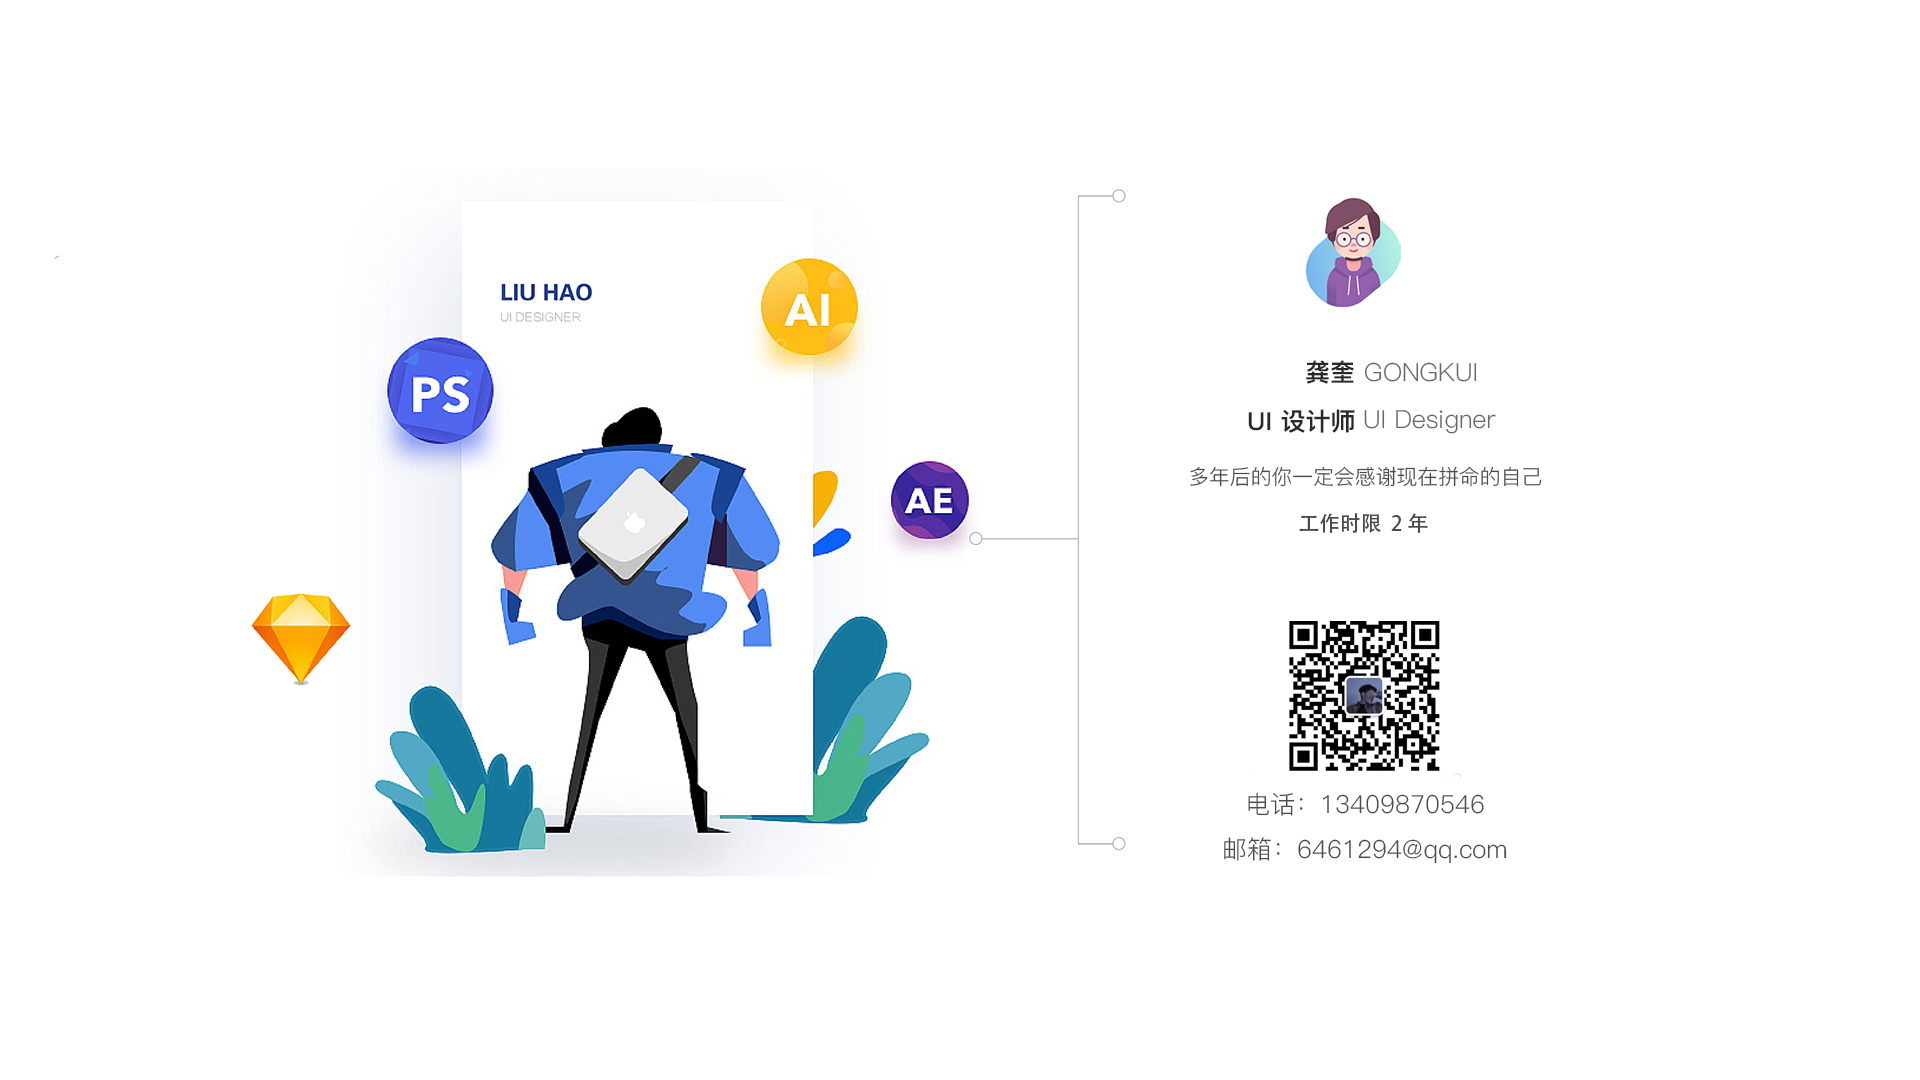 LIU HAO
UI DESIGNER
AI
PS
AE
龚奎 GONGKUI
UI 设计师 UI Designer
多年后的你一定会感谢现在拼命的自己
工作时限 2 年
电话：13409870546
邮箱：6461294@qq.com